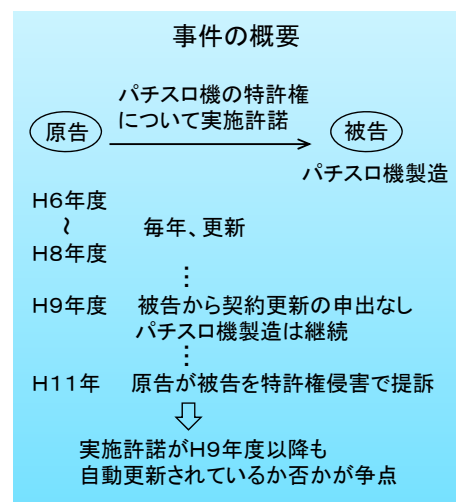 事件の概要
パチスロ機の特許権
について実施許諾
原告
被告
パチスロ機製造
H6年度
~
毎年、更新
H8年度
︙
H9年度 被告から契約更新の申出なし
パチスロ機製造は継続
︙
H11年 原告が被告を特許権侵害で提訴
実施許諾がH9年度以降も
自動更新されているか否かが争点